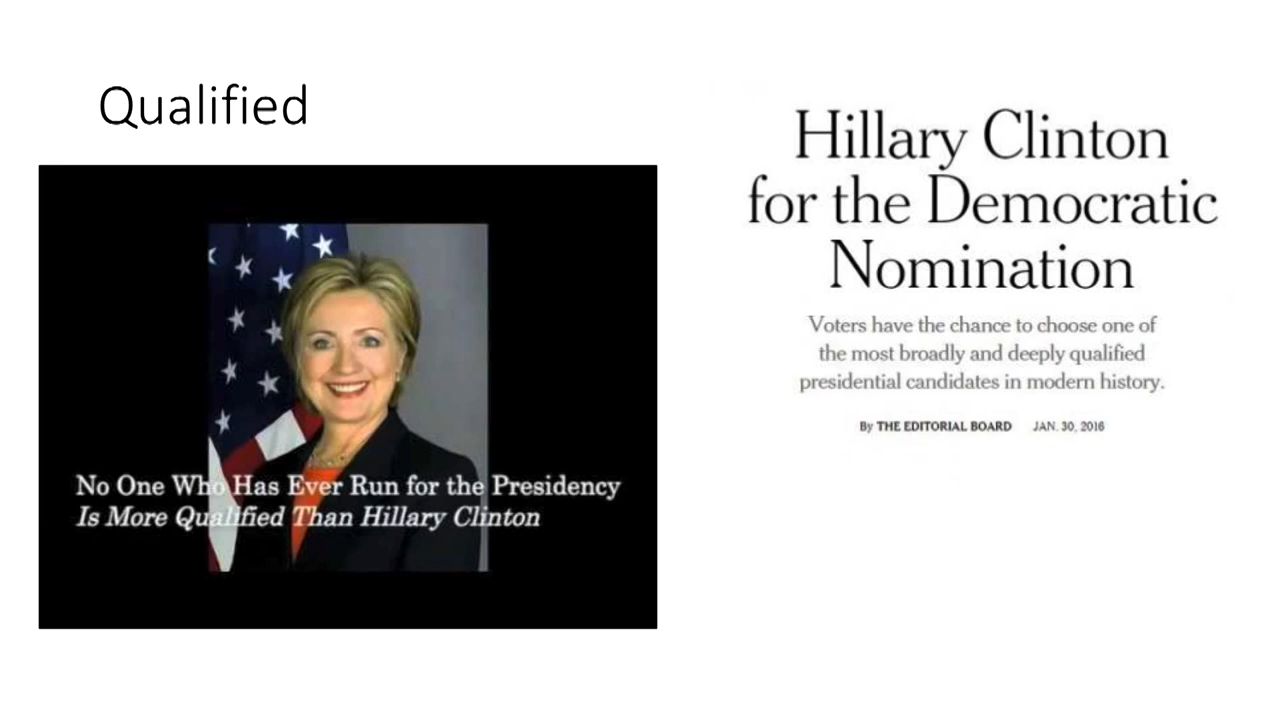 Qualified
No One Who Has Ever Run for the Presidency
Is More Qualified Than Hillary Clinton
Hillary Clinton
for the Democratic
Nomination
Voters have the chance to choose one of
the most broadly and deeply qualified
presidential candidates in modern history.
By THE EDITORIAL BOARD JAN. 30, 2016